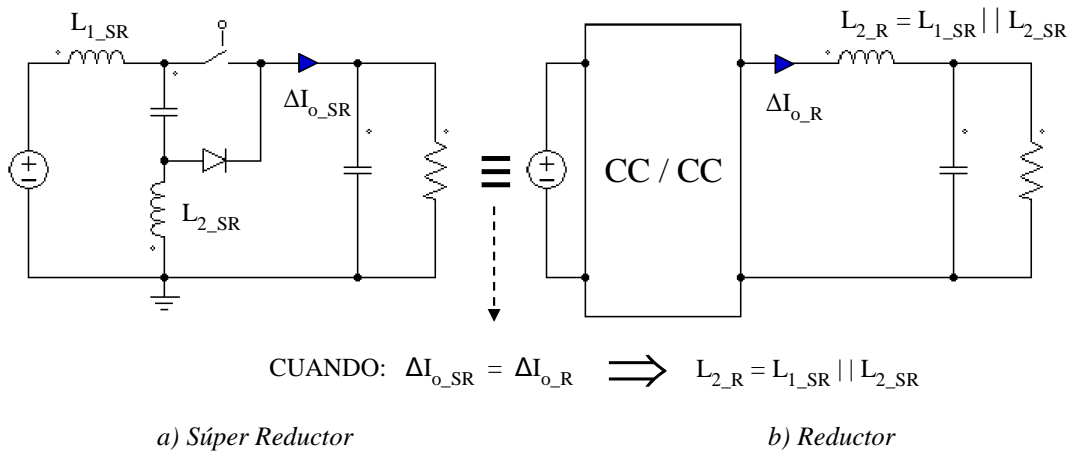 L1_SR
ΔIo_SR
L2_SR
L2_R = L1_SR || L2_SR
ΔIo_R
CC / CC
≡
CUANDO: ΔIo_SR = ΔIo_R ⇒ L2_R = L1_SR || L2_SR
a) Súper Reductor
b) Reductor